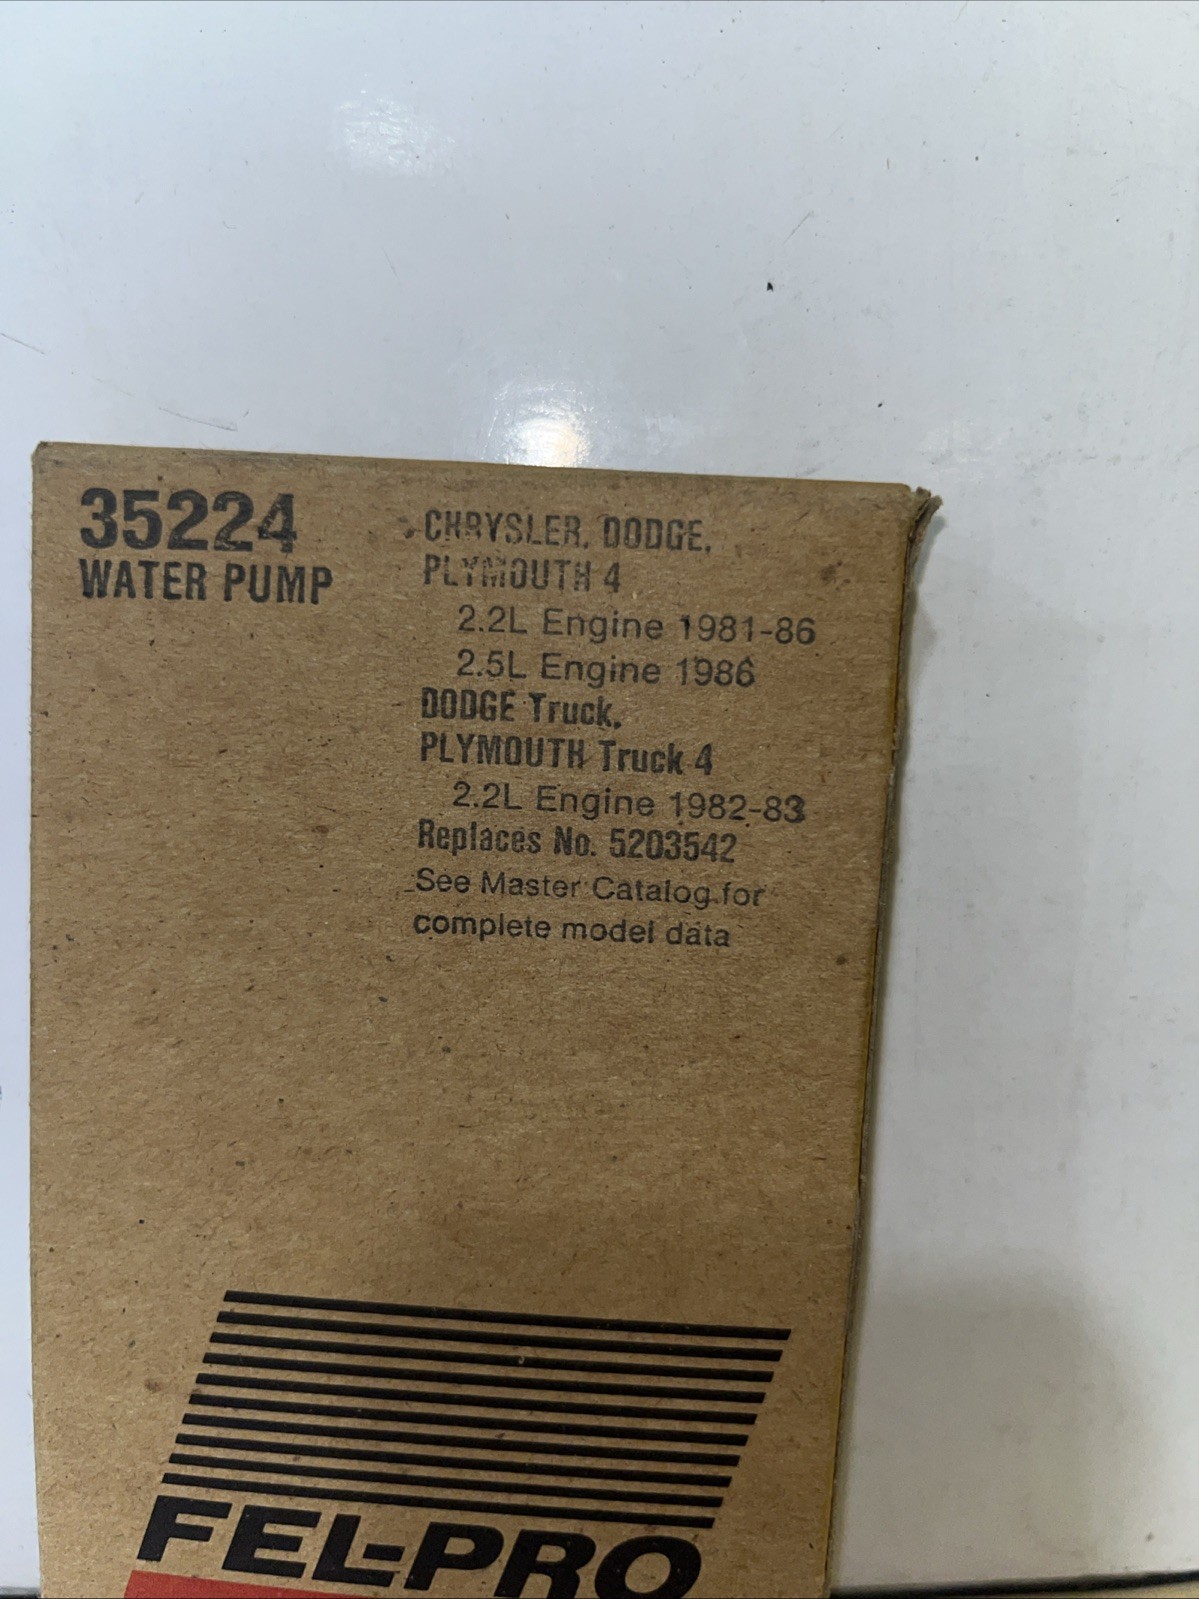 35224
WATER PUMP
CHRYSLER, DODGE,
PLYMOUTH 4
2.2L Engine 1981-86
2.5L Engine 1986
DODGE Truck,
PLYMOUTH Truck 4
2.2L Engine 1982-83
Replaces No. 5203542
See Master Catalog for
complete model data
FEL-PRO